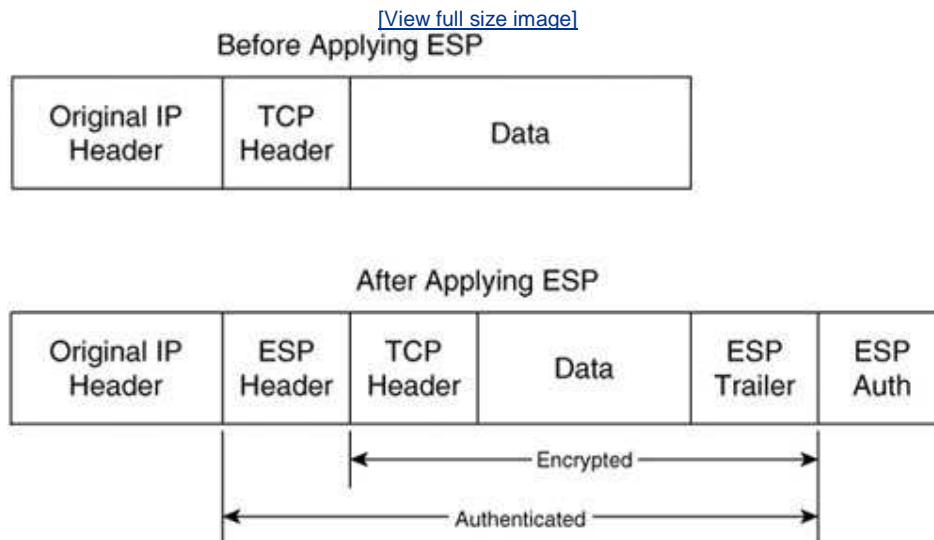 [View full size image]
Before Applying ESP
Original IP Header
TCP Header
Data
After Applying ESP
Original IP Header
ESP Header
TCP Header
Data
ESP Trailer
ESP Auth
Encrypted
Authenticated